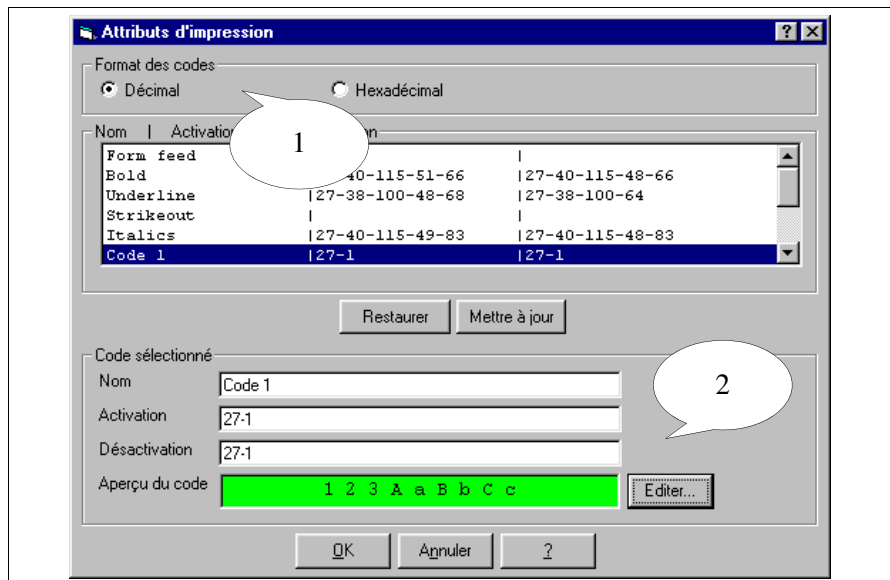 Attributs d'impression
Format des codes
Décimal Hexadécimal
Nom | Activatio on
1
Form feed |
Bold 40-115-51-66 |27-40-115-48-66
Underline |27-38-100-48-68 |27-38-100-64
Strikeout | |
Italics |27-40-115-49-83 |27-40-115-48-83
Code 1 |27-1 |27-1
Restaurer Mettre à jour
Code sélectionné
Nom Code 1
2
Activation 27-1
Désactivation 27-1
Aperçu du code 1 2 3 A a B b C c Editer...
OK Annuler ?